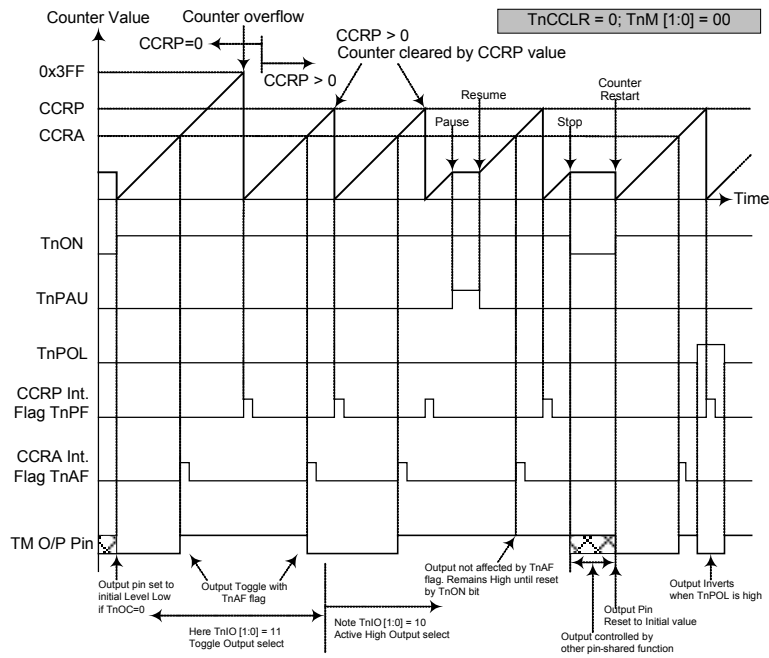 Counter Value
Counter overflow
TnCCLR = 0; TnM [1:0] = 00
CCRP=0
CCRP > 0
CCRP > 0
Counter cleared by CCRP value
0x3FF
CCRP
CCRA
Pause
Resume
Stop
Counter
Restart
Time
TnON
TnPAU
TnPOL
CCRP Int.
Flag TnPF
CCRA Int.
Flag TnAF
TM O/P Pin
Output pin set to
initial Level Low
if TnOC=0
Output Toggle with
TnAF flag
Here TnIO [1:0] = 11
Toggle Output select
Note TnIO [1:0] = 10
Active High Output select
Output not affected by TnAF
flag. Remains High until reset
by TnON bit
Output controlled by
other pin-shared function
Output Pin
Reset to Initial value
Output Inverts
when TnPOL is high